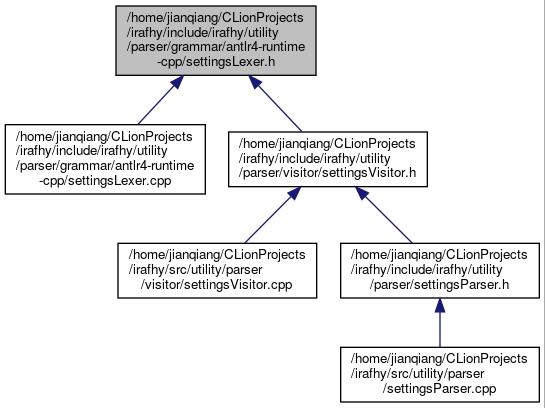 /home/jianqiang/CLionProjects
/irafhy/include/irafhy/utility
/parser/grammar/antlr4-runtime
-cpp/settingsLexer.h
/home/jianqiang/CLionProjects
/irafhy/include/irafhy/utility
/parser/grammar/antlr4-runtime
-cpp/settingsLexer.cpp
/home/jianqiang/CLionProjects
/irafhy/include/irafhy/utility
/parser/visitor/settingsVisitor.h
/home/jianqiang/CLionProjects
/irafhy/src/utility/parser
/visitor/settingsVisitor.cpp
/home/jianqiang/CLionProjects
/irafhy/include/irafhy/utility
/parser/settingsParser.h
/home/jianqiang/CLionProjects
/irafhy/src/utility/parser
/settingsParser.cpp